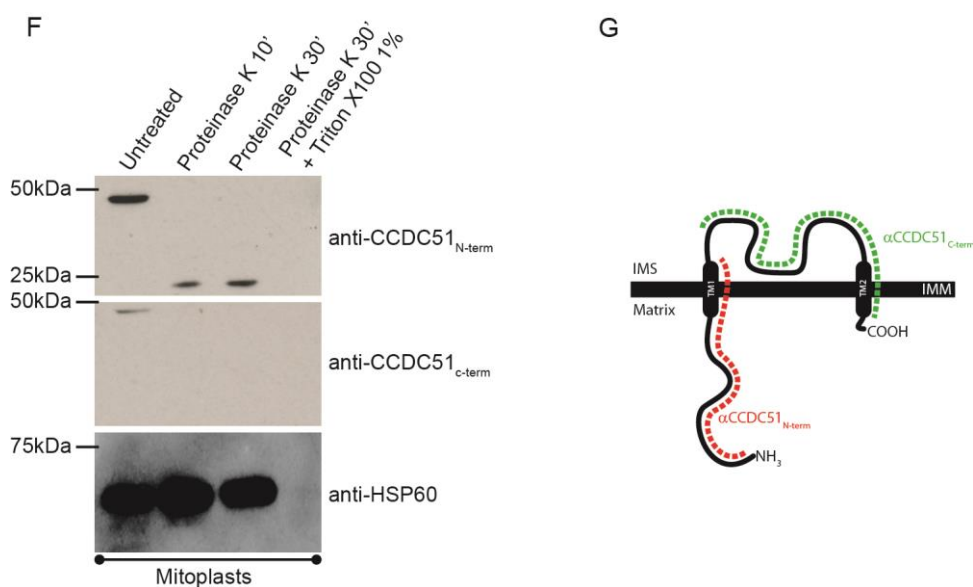 F
Untreated
Proteinase K 10'
Proteinase K 30'
Proteinase K 30'
+ Triton X100 1%
50kDa
25kDa
anti-CCDC51N-term
50kDa
anti-CCDC51c-term
75kDa
anti-HSP60
Mitoplasts
G
αCCDC51C-term
IMS
TM1
TM2
IMM
Matrix
COOH
αCCDC51N-term
NH3